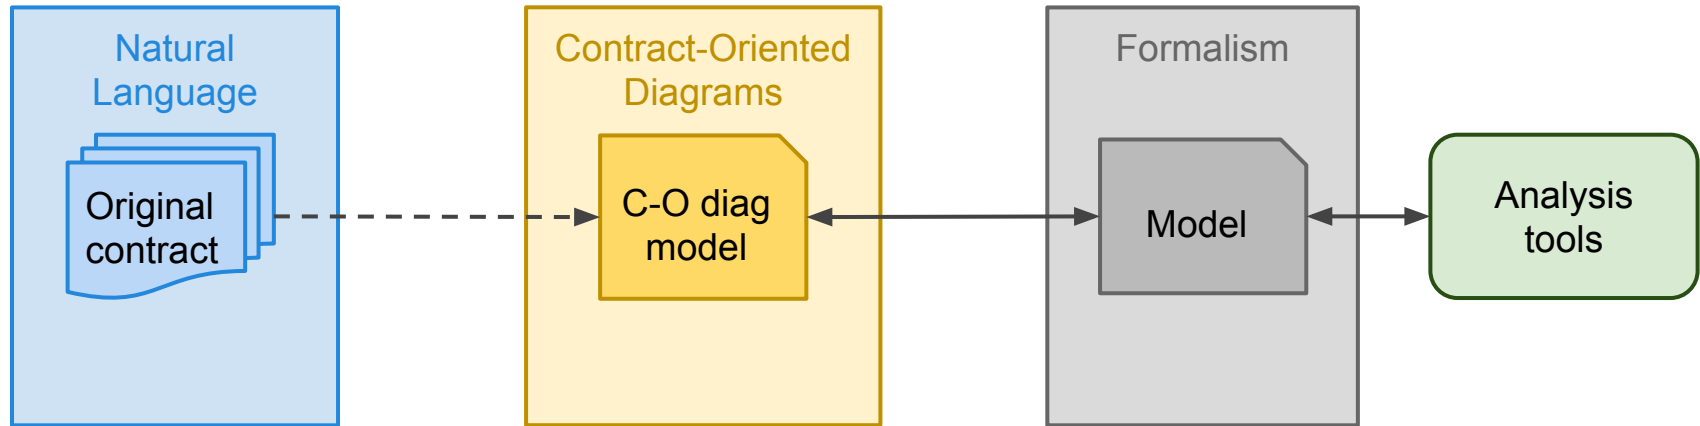 Natural
Language
Original
contract
Contract-Oriented
Diagrams
C-O diag
model
Formalism
Model
Analysis
tools